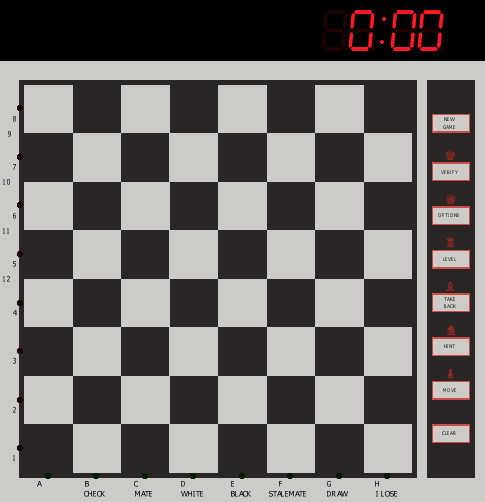 0:00
NEW
GAME
8
9
7
VERIFY
10
6
OPTIONS
11
5
LEVEL
12
4
TAKE
BACK
3
HINT
2
MOVE
1
CLEAR
A B C D E F G H
CHECK MATE WHITE BLACK STALEMATE DRAW I LOSE